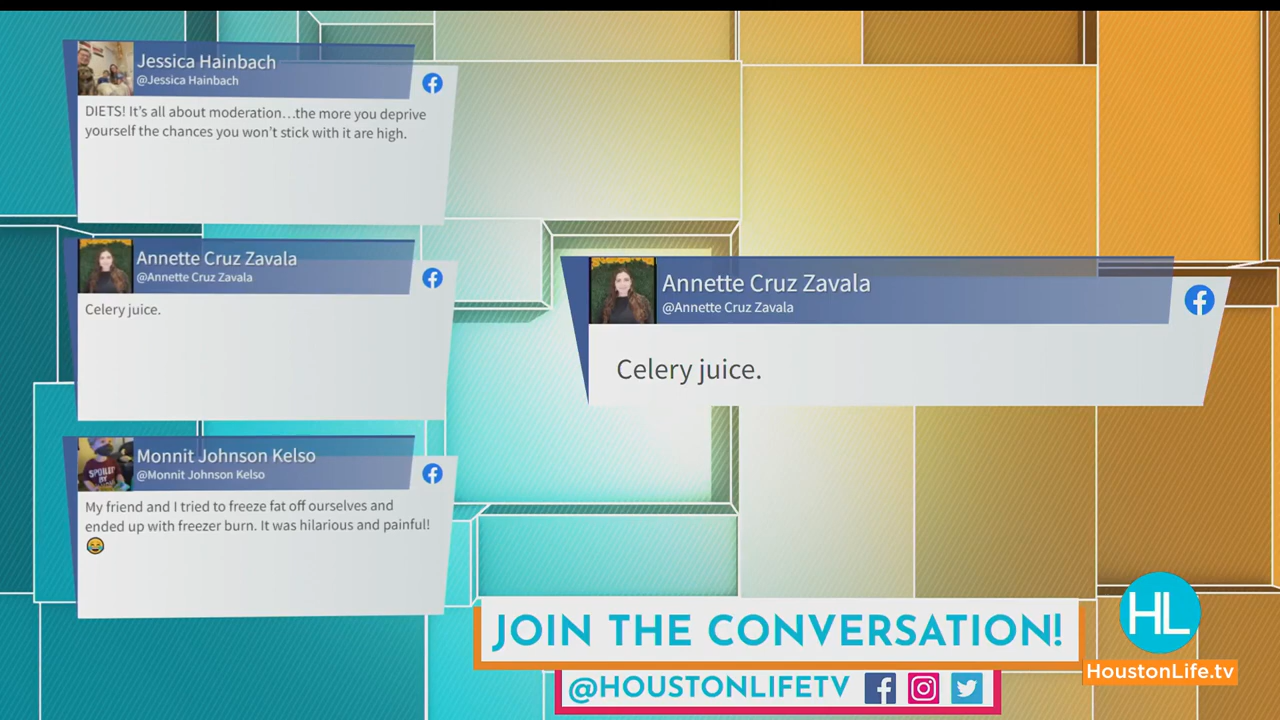 Jessica Hainbach
@Jessica Hainbach
DIETS! It's all about moderation...the more you deprive
yourself the chances you won't stick with it are high.
Annette Cruz Zavala
@Annette Cruz Zavala
Celery juice.
Monnit Johnson Kelso
@Monnit Johnson Kelso
My friend and I tried to freeze fat off ourselves and
ended up with freezer burn. It was hilarious and painful!
😂
Annette Cruz Zavala
@Annette Cruz Zavala
Celery juice.
JOIN THE CONVERSATION!
@HOUSTONLIFETV
HL
HoustonLife.tv